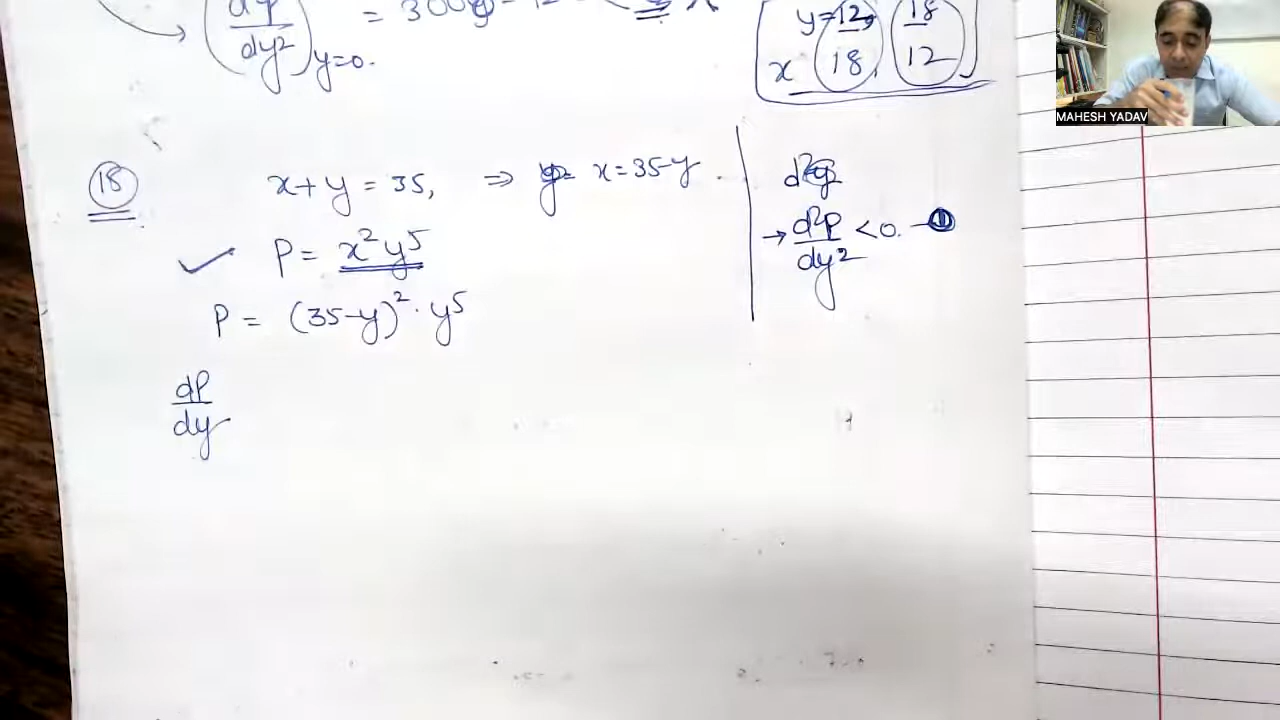 (d²P/dy²)y=0. = 300y
y=12, 18
x 18, 12
MAHESH YADAV
18 x+y=35, ⇒ x=35-y.
P = x²y⁵
P = (35-y)²·y⁵
dP/dy
→ d²P/dy² <0. — 1